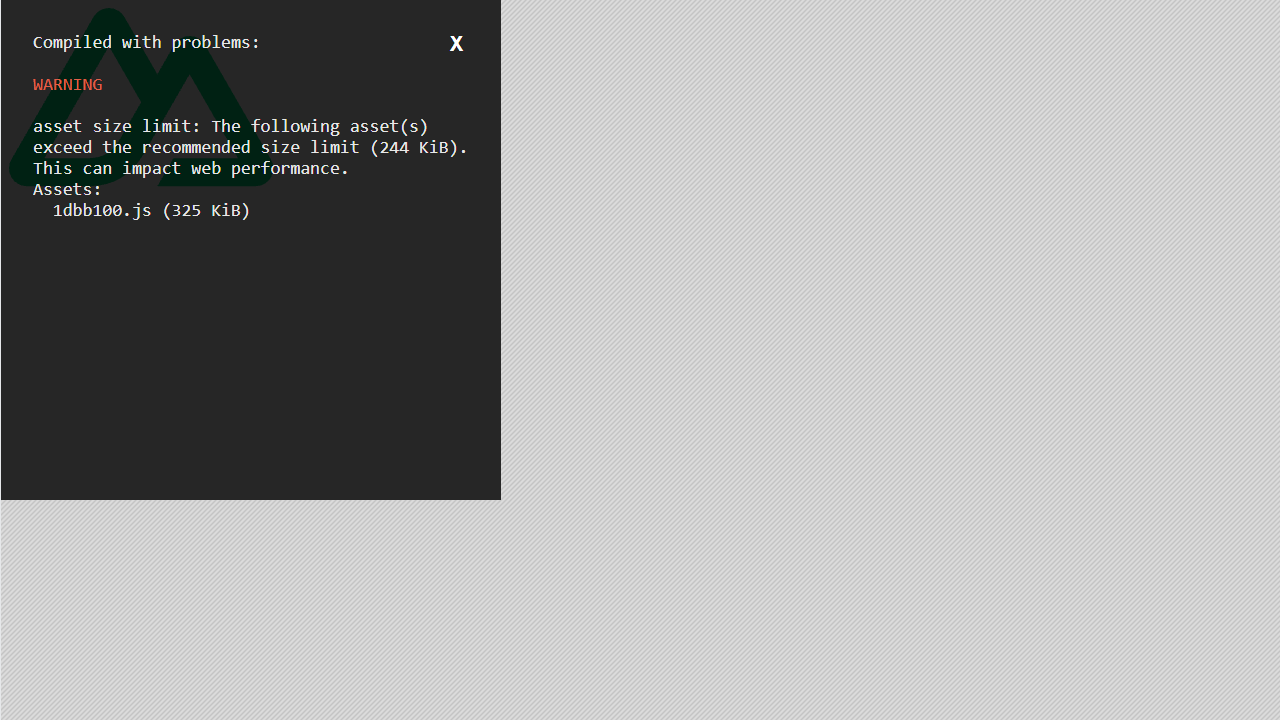 Compiled with problems:
X
WARNING
asset size limit: The following asset(s)
exceed the recommended size limit (244 KiB).
This can impact web performance.
Assets:
  1dbb100.js (325 KiB)